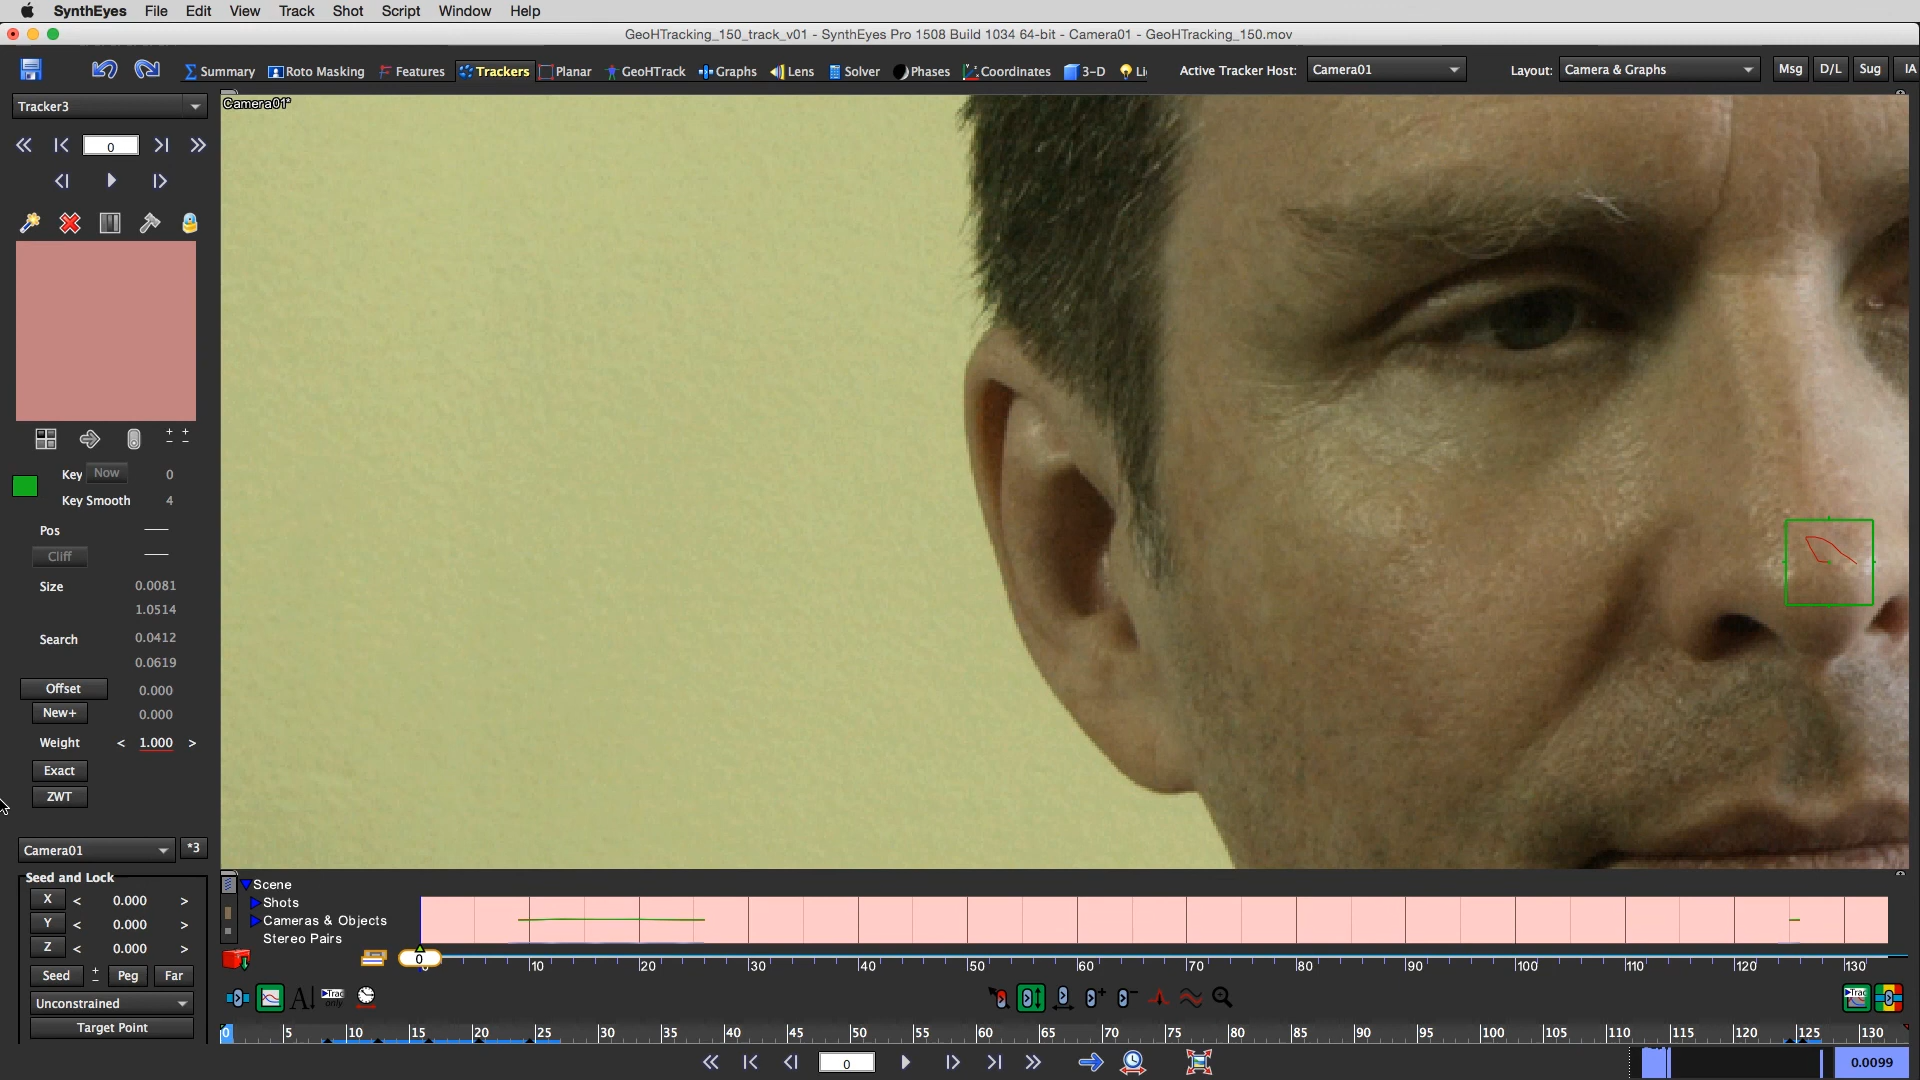 SynthEyes File Edit View Track Shot Script Window Help
GeoHTracking_150_track_v01 - SynthEyes Pro 1508 Build 1034 64-bit - Camera01 - GeoHTracking_150.mov
Summary Roto Masking Features Trackers Planar GeoHTrack Graphs Lens Solver Phases Coordinates 3-D Li Active Tracker Host: Camera01 Layout: Camera & Graphs Msg D/L Sug IA
Tracker3
Camera01*
0
Key Now 0
Key Smooth 4
Pos
Cliff
Size 0.0081
1.0514
Search 0.0412
0.0619
Offset 0.000
New+ 0.000
Weight < 1.000 >
Exact
ZWT
Camera01 *3
Seed and Lock
X < 0.000 >
Y < 0.000 >
Z < 0.000 >
Seed Peg Far
Unconstrained
Target Point
Scene
Shots
Cameras & Objects
Stereo Pairs
0 10 20 30 40 50 60 70 80 90 100 110 120 130
A Trac only Trac
0 5 10 15 20 25 30 35 40 45 50 55 60 65 70 75 80 85 90 95 100 105 110 115 120 125 130
0 0.0099